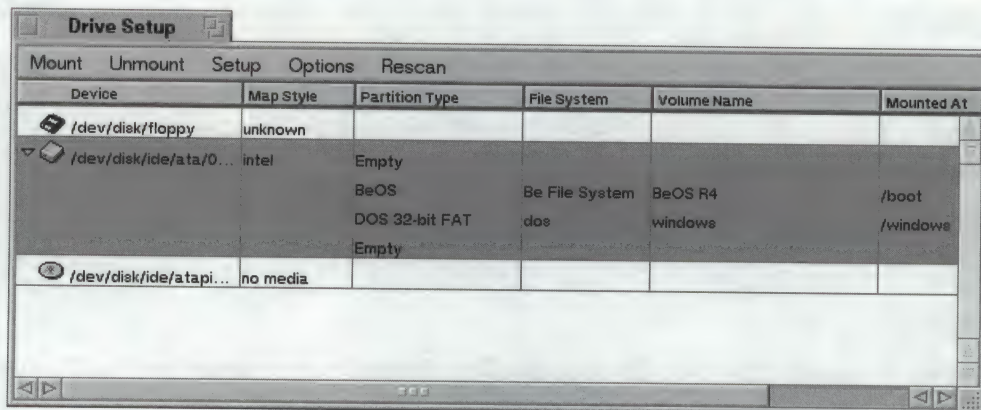 Drive Setup
Mount Unmount Setup Options Rescan
Device Map Style Partition Type File System Volume Name Mounted At
/dev/disk/floppy unknown
/dev/disk/ide/ata/0... intel Empty
BeOS Be File System BeOS R4 /boot
DOS 32-bit FAT dos windows /windows
Empty
/dev/disk/ide/atapi... no media